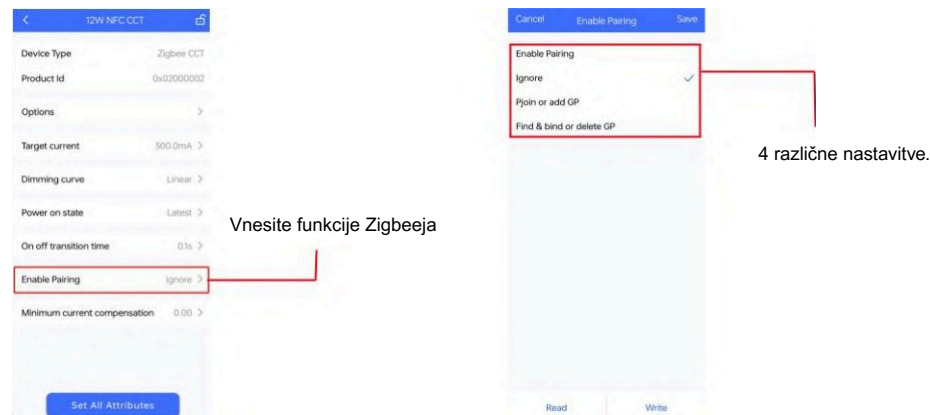 12W NFC CCT
Device Type Zigbee CCT
Product Id 0x02000002
Options
Target current 500.0mA
Dimming curve Linear
Power on state Latest
On off transition time 0.1s
Enable Pairing Ignore
Minimum current compensation 0.00
Set All Attributes
Vnesite funkcije Zigbeeja
Cancel Enable Pairing Save
Enable Pairing
Ignore
Pjoin or add GP
Find & bind or delete GP
Read Write
4 različne nastavitve.